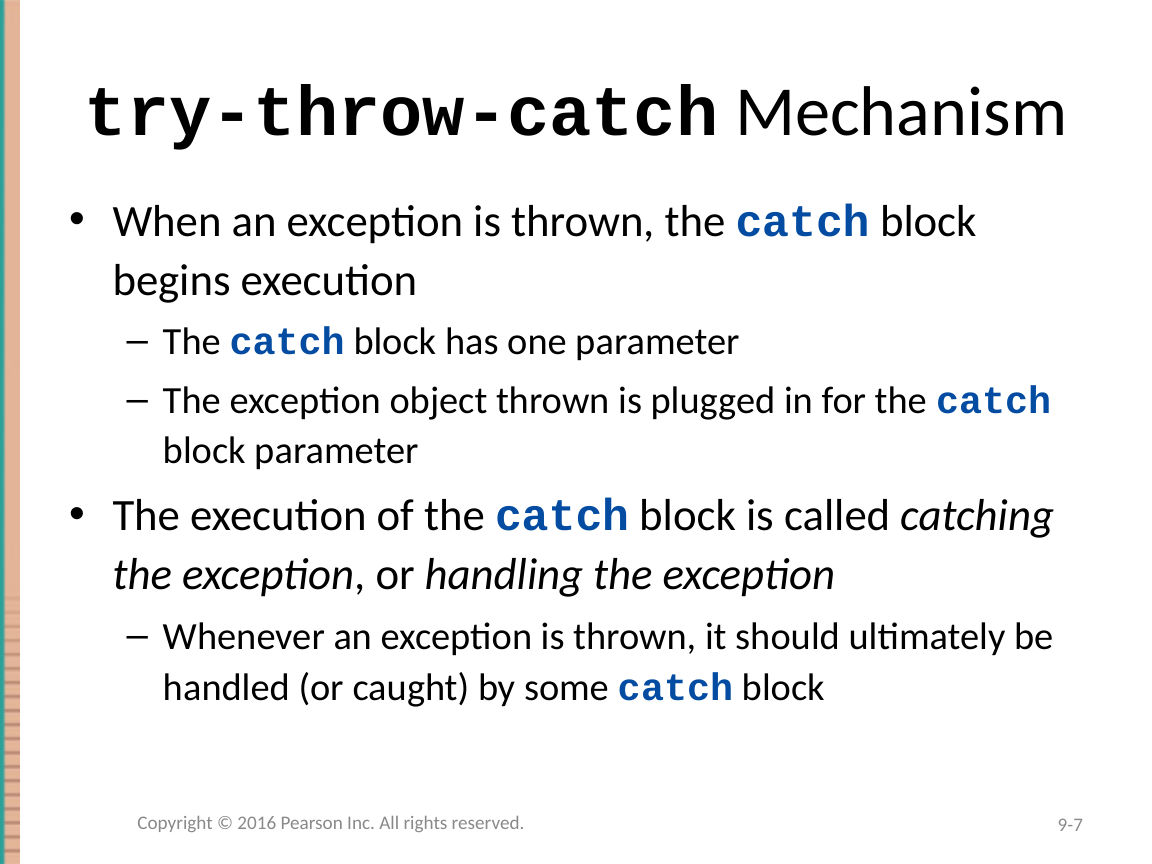 try-throw-catch Mechanism
• When an exception is thrown, the catch block
begins execution
– The catch block has one parameter
– The exception object thrown is plugged in for the catch
block parameter
• The execution of the catch block is called catching
the exception, or handling the exception
– Whenever an exception is thrown, it should ultimately be
handled (or caught) by some catch block
Copyright © 2016 Pearson Inc. All rights reserved.
9-7